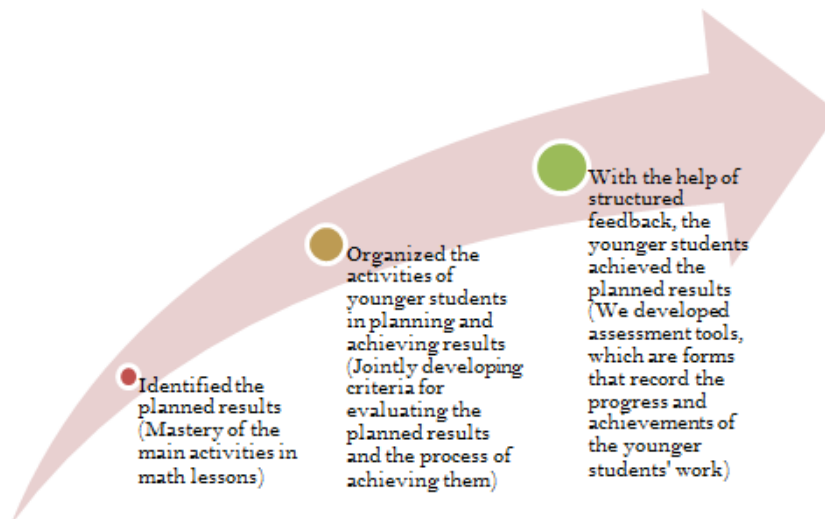 Identified the
planned results
(Mastery of the
main activities in
math lessons)
Organized the
activities of
younger students
in planning and
achieving results
(Jointly developing
criteria for
evaluating the
planned results
and the process of
achieving them)
With the help of
structured
feedback, the
younger students
achieved the
planned results
(We developed
assessment tools,
which are forms
that record the
progress and
achievements of
the younger
students' work)